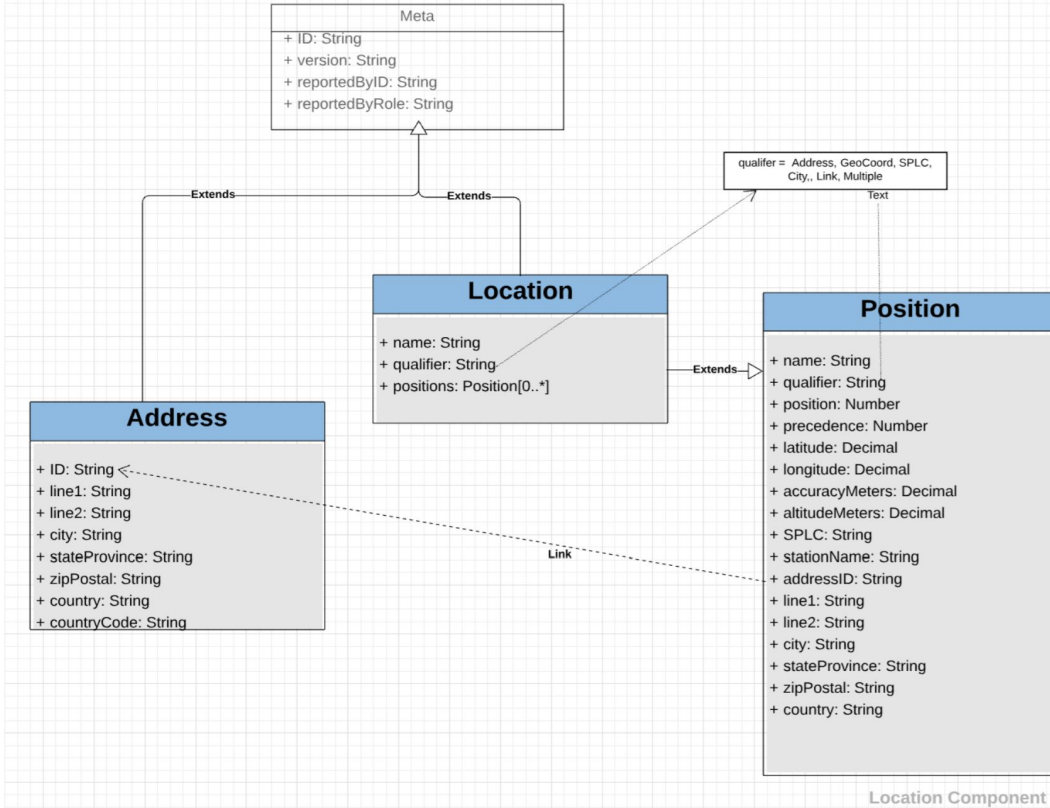 Meta
+ ID: String
+ version: String
+ reportedByID: String
+ reportedByRole: String
qualifer = Address, GeoCoord, SPLC,
City,, Link, Multiple
Text
Extends
Extends
Location
+ name: String
+ qualifier: String
+ positions: Position[0..*]
Extends
Position
+ name: String
+ qualifier: String
+ position: Number
+ precedence: Number
+ latitude: Decimal
+ longitude: Decimal
+ accuracyMeters: Decimal
+ altitudeMeters: Decimal
+ SPLC: String
+ stationName: String
+ addressID: String
+ line1: String
+ line2: String
+ city: String
+ stateProvince: String
+ zipPostal: String
+ country: String
Address
+ ID: String
+ line1: String
+ line2: String
+ city: String
+ stateProvince: String
+ zipPostal: String
+ country: String
+ countryCode: String
Link
Location Component